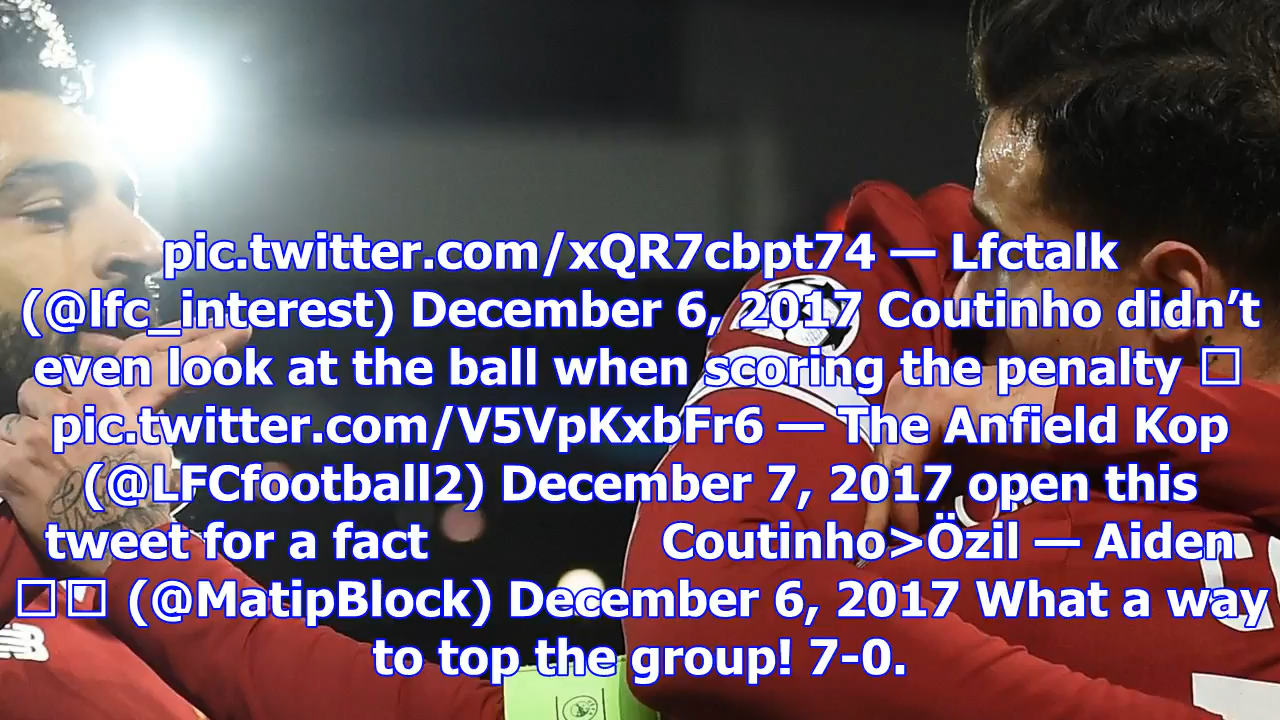 pic.twitter.com/xQR7cbpt74 — Lfctalk
(@lfc_interest) December 6, 2017 Coutinho didn’t
even look at the ball when scoring the penalty □
pic.twitter.com/V5VpKxbFr6 — The Anfield Kop
(@LFCfootball2) December 7, 2017 open this
tweet for a fact Coutinho>Özil — Aiden
□□ (@MatipBlock) December 6, 2017 What a way
to top the group! 7-0.